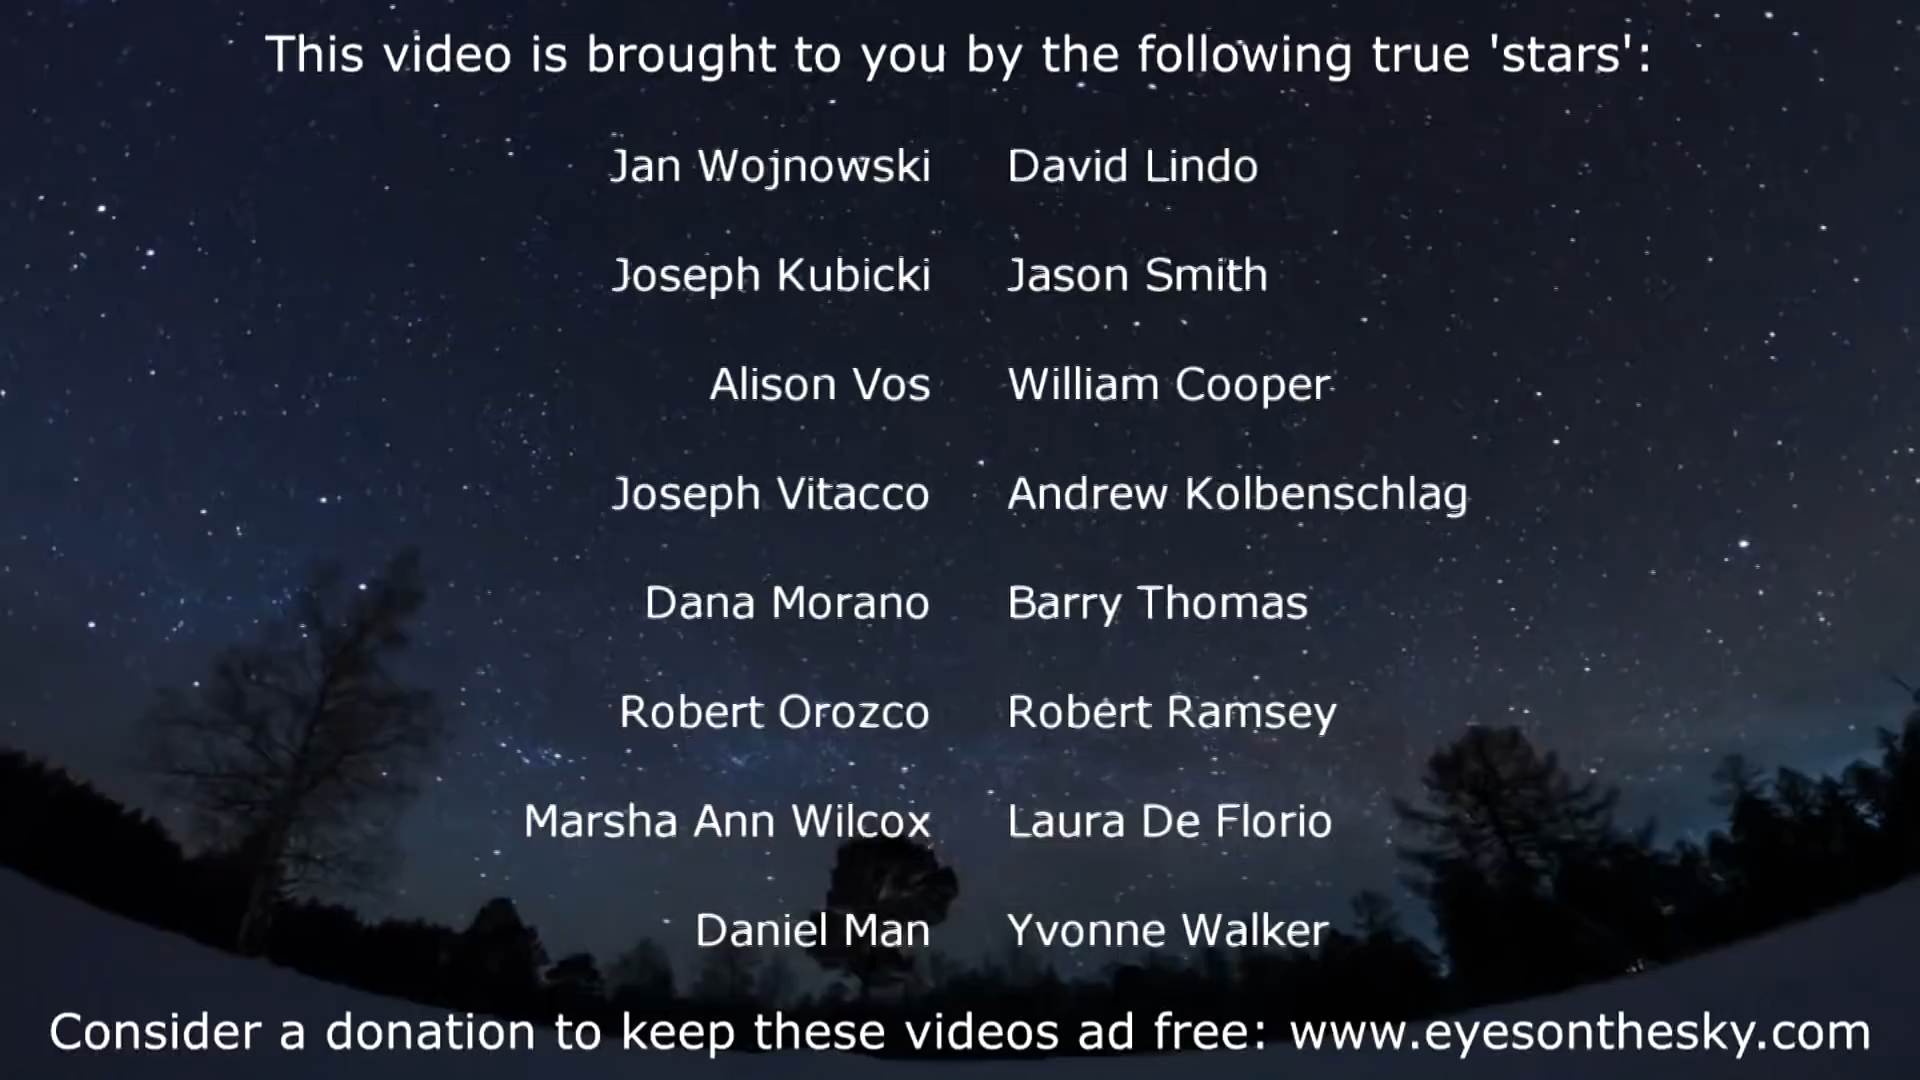 This video is brought to you by the following true 'stars':
Jan Wojnowski David Lindo
Joseph Kubicki Jason Smith
Alison Vos William Cooper
Joseph Vitacco Andrew Kolbenschlag
Dana Morano Barry Thomas
Robert Orozco Robert Ramsey
Marsha Ann Wilcox Laura De Florio
Daniel Man Yvonne Walker
Consider a donation to keep these videos ad free: www.eyesonthesky.com